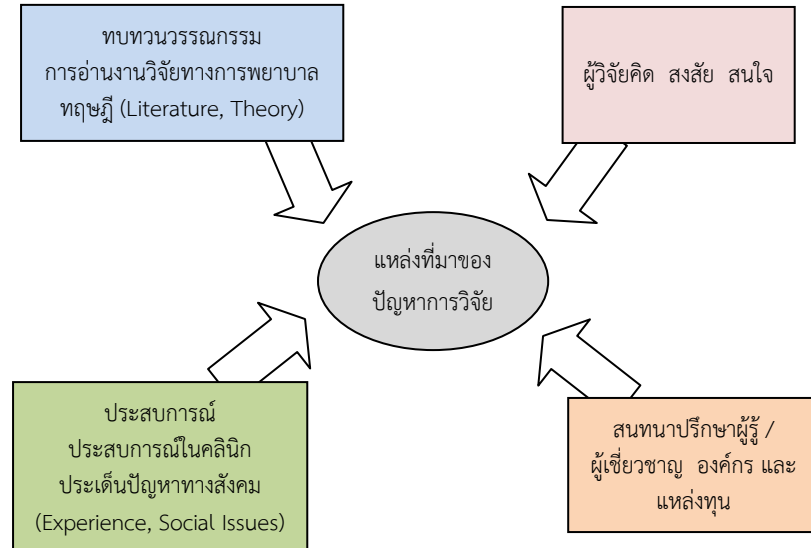 ทบทวนวรรณกรรม
การอ่านงานวิจัยทางการพยาบาล
ทฤษฎี (Literature, Theory)
ผู้วิจัยคิด สงสัย สนใจ
แหล่งที่มาของ
ปัญหาการวิจัย
ประสบการณ์
ประสบการณ์ในคลินิก
ประเด็นปัญหาทางสังคม
(Experience, Social Issues)
สนทนาปรึกษาผู้รู้ /
ผู้เชี่ยวชาญ องค์กร และ
แหล่งทุน